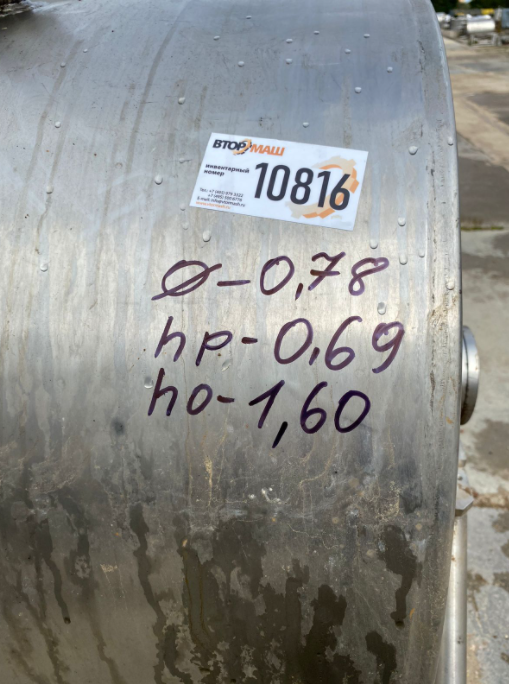 ВТОРМАШ
инвентарный
номер
10816
Ø-0,78
hp-0,69
ho-1,60